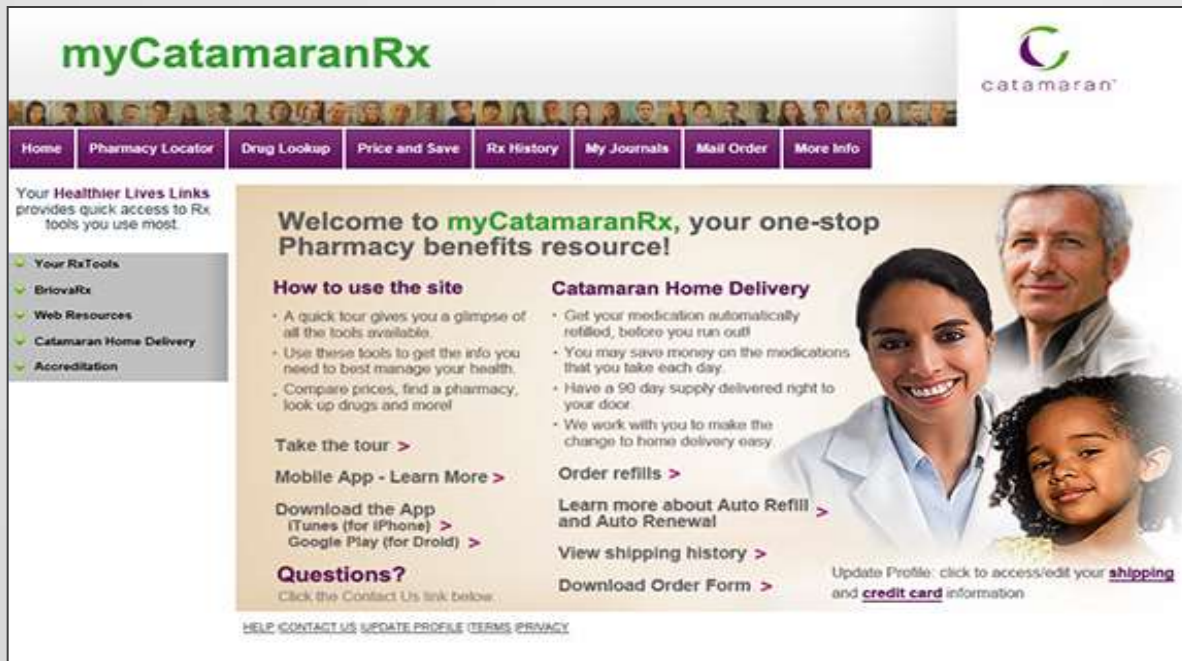 myCatamaranRx
catamaran
Home Pharmacy Locator Drug Lookup Price and Save Rx History My Journals Mail Order More Info
Your Healthier Lives Links
provides quick access to Rx
tools you use most.
Your RxTools
BriovaRx
Web Resources
Catamaran Home Delivery
Accreditation
Welcome to myCatamaranRx, your one-stop
Pharmacy benefits resource!
How to use the site
• A quick tour gives you a glimpse of
all the tools available.
• Use these tools to get the info you
need to best manage your health.
• Compare prices, find a pharmacy,
look up drugs and more!
Take the tour >
Mobile App - Learn More >
Download the App
iTunes (for iPhone) >
Google Play (for Droid) >
Questions?
Click the Contact Us link below.
Catamaran Home Delivery
• Get your medication automatically
refilled, before you run out!
• You may save money on the medications
that you take each day.
• Have a 90 day supply delivered right to
your door.
• We work with you to make the
change to home delivery easy.
Order refills >
Learn more about Auto Refill >
and Auto Renewal
View shipping history >
Download Order Form >
Update Profile: click to access/edit your shipping
and credit card information
HELP |CONTACT US |UPDATE PROFILE |TERMS |PRIVACY